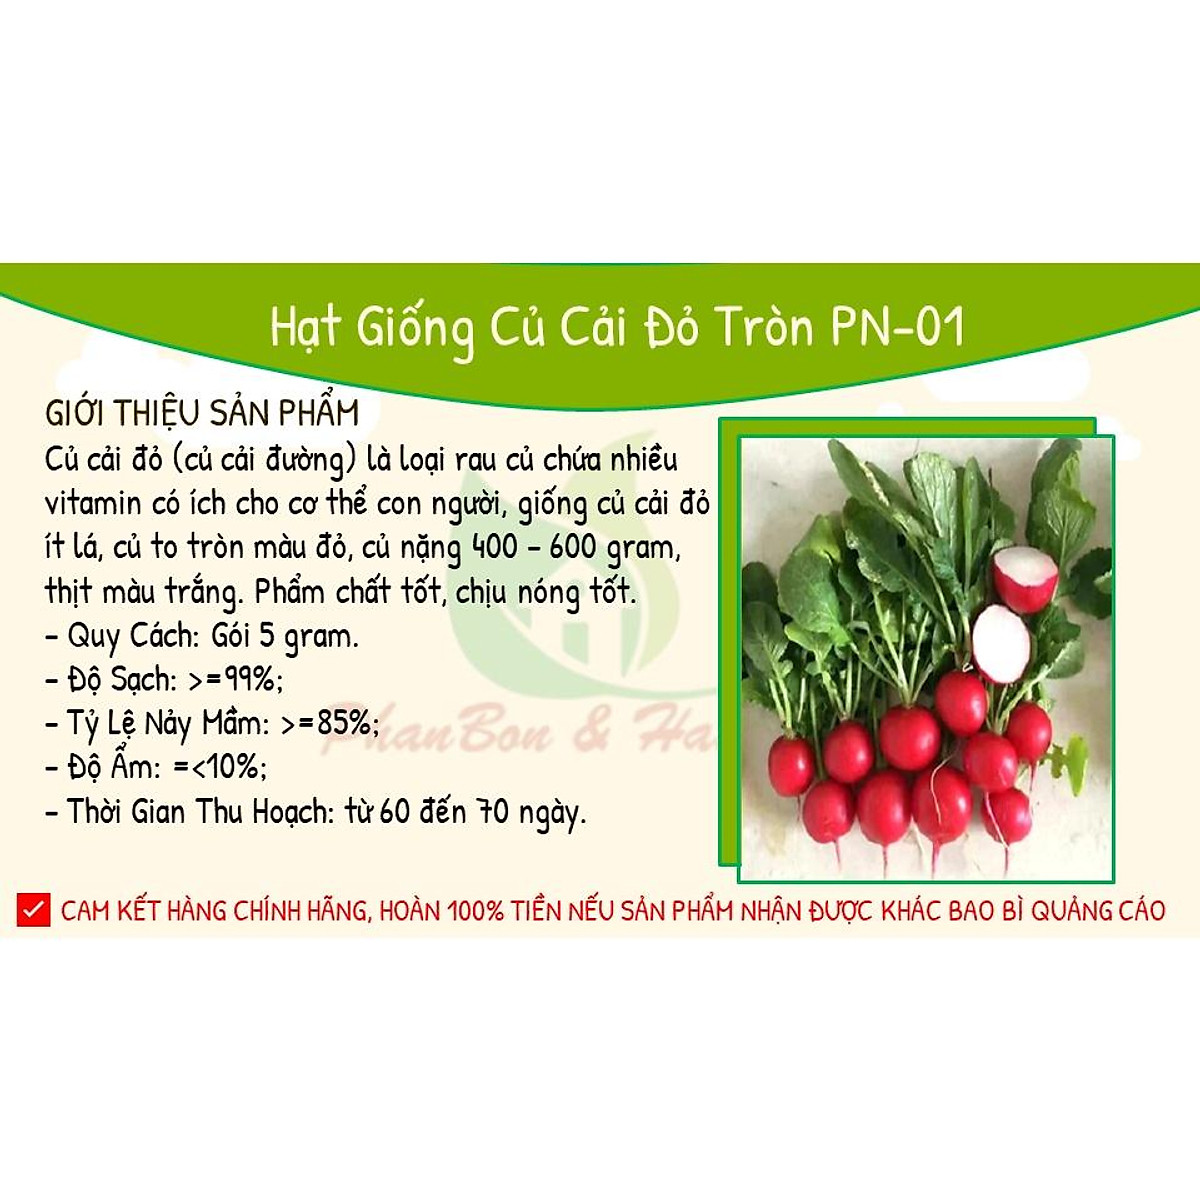 Hạt Giống Củ Cải Đỏ Tròn PN-01
GIỚI THIỆU SẢN PHẨM
Củ cải đỏ (củ cải đường) là loại rau củ chứa nhiều
vitamin có ích cho cơ thể con người, giống củ cải đỏ
ít lá, củ to tròn màu đỏ, củ nặng 400 - 600 gram,
thịt màu trắng. Phẩm chất tốt, chịu nóng tốt.
- Quy Cách: Gói 5 gram.
- Độ Sạch: >=99%;
- Tỷ Lệ Nảy Mầm: >=85%;
- Độ Ẩm: =<10%;
- Thời Gian Thu Hoạch: từ 60 đến 70 ngày.
PhanBon & Ha
CAM KẾT HÀNG CHÍNH HÃNG, HOÀN 100% TIỀN NẾU SẢN PHẨM NHẬN ĐƯỢC KHÁC BAO BÌ QUẢNG CÁO